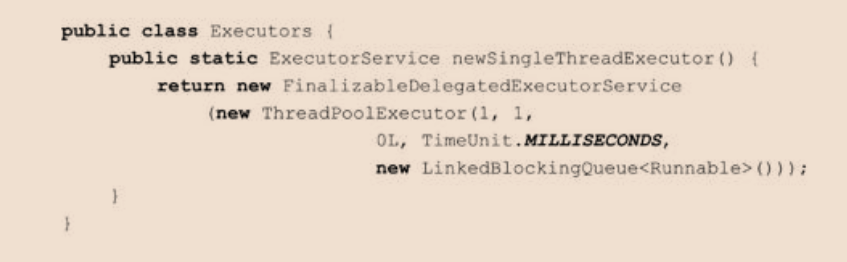 public class Executors {
public static ExecutorService newSingleThreadExecutor() {
return new FinalizableDelegatedExecutorService
(new ThreadPoolExecutor(1, 1,
0L, TimeUnit.MILLISECONDS,
new LinkedBlockingQueue<Runnable>()));
}
}